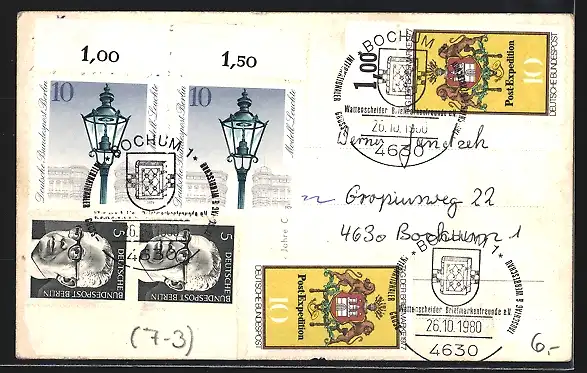 1,00
1,50
10
Deutsche Bundespost Berlin
Modell-Leuchte
10
Deutsche Bundespost Berlin
Modell-Leuchte
BOCHUM 1
4630
5
DEUTSCHE
BUNDESPOST BERLIN
5
DEUTSCHE
BUNDESPOST BERLIN
(7-3)
1,00
Post-Expedition
10
DEUTSCHE BUNDESPOST
BOCHUM
Wattenscheider Briefmarkenfreunde e.V.
26.10.1980
4630
Werner
Gropiusweg 22
4630 Bochum 1
10
Post-Expedition
DEUTSCHE BUNDESPOST
BOCHUM 1
Wattenscheider Briefmarkenfreunde e.V.
26.10.1980
4630
6,-